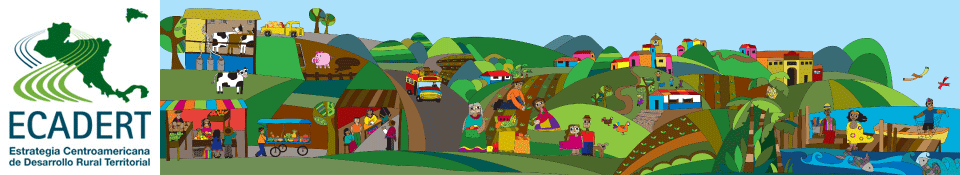 ECADERT
Estrategia Centroamericana
de Desarrollo Rural Territorial